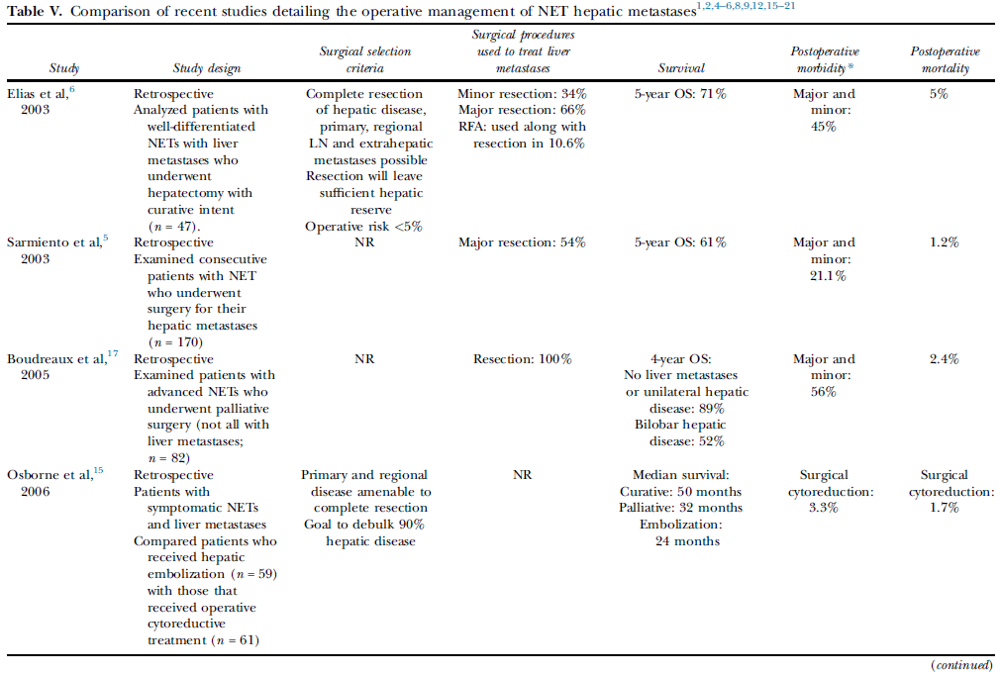 Table V. Comparison of recent studies detailing the operative management of NET hepatic metastases1,2,4–6,8,9,12,15–21
Study
Study design
Surgical selection
criteria
Surgical procedures
used to treat liver
metastases
Survival
Postoperative
morbidity*
Postoperative
mortality
Elias et al,6
2003
Retrospective
Analyzed patients with
well-differentiated
NETs with liver
metastases who
underwent
hepatectomy with
curative intent
(n = 47).
Complete resection
of hepatic disease,
primary, regional
LN and extrahepatic
metastases possible
Resection will leave
sufficient hepatic
reserve
Operative risk <5%
Minor resection: 34%
Major resection: 66%
RFA: used along with
resection in 10.6%
5-year OS: 71%
Major and
minor:
45%
5%
Sarmiento et al,5
2003
Retrospective
Examined consecutive
patients with NET
who underwent
surgery for their
hepatic metastases
(n = 170)
NR
Major resection: 54%
5-year OS: 61%
Major and
minor:
21.1%
1.2%
Boudreaux et al,17
2005
Retrospective
Examined patients with
advanced NETs who
underwent palliative
surgery (not all with
liver metastases;
n = 82)
NR
Resection: 100%
4-year OS:
No liver metastases
or unilateral hepatic
disease: 89%
Bilobar hepatic
disease: 52%
Major and
minor:
56%
2.4%
Osborne et al,15
2006
Retrospective
Patients with
symptomatic NETs
and liver metastases
Compared patients who
received hepatic
embolization (n = 59)
with those that
received operative
cytoreductive
treatment (n = 61)
Primary and regional
disease amenable to
complete resection
Goal to debulk 90%
hepatic disease
NR
Median survival:
Curative: 50 months
Palliative: 32 months
Embolization:
24 months
Surgical
cytoreduction:
3.3%
Surgical
cytoreduction:
1.7%
(continued)